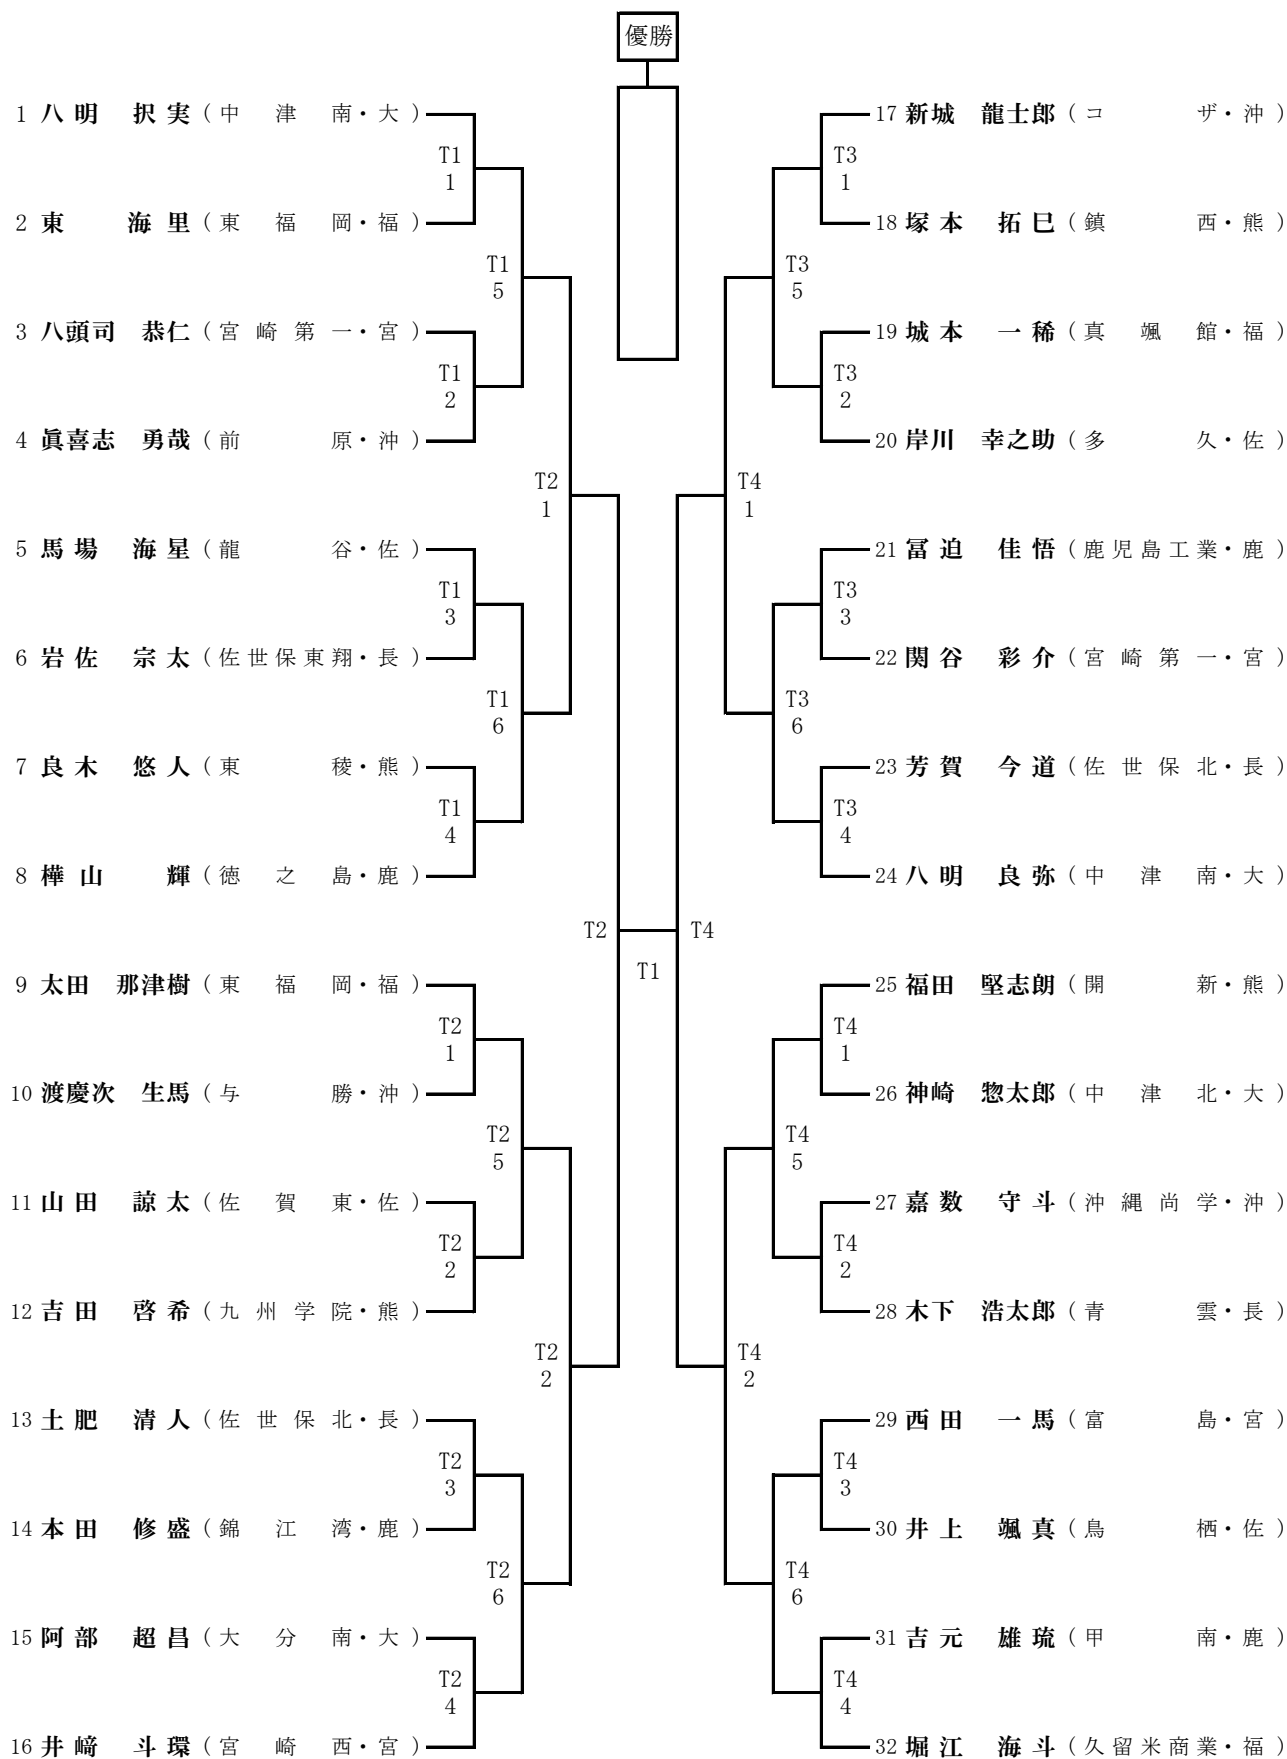 優勝
1 八明 択実 （中津南・大）
T1
1
2 東 海里 （東福岡・福）
T1
5
3 八頭司 恭仁 （宮崎第一・宮）
T1
2
4 眞喜志 勇哉 （前原・沖）
T2
1
5 馬場 海星 （龍谷・佐）
T1
3
6 岩佐 宗太 （佐世保東翔・長）
T1
6
7 良木 悠人 （東稜・熊）
T1
4
8 樺山 輝 （徳之島・鹿）
T2
9 太田 那津樹 （東福岡・福）
T2
1
10 渡慶次 生馬 （与勝・沖）
T2
5
11 山田 諒太 （佐賀東・佐）
T2
2
12 吉田 啓希 （九州学院・熊）
T2
2
13 土肥 清人 （佐世保北・長）
T2
3
14 本田 修盛 （錦江湾・鹿）
T2
6
15 阿部 超昌 （大分南・大）
T2
4
16 井﨑 斗環 （宮崎西・宮）
T1
17 新城 龍士郎 （コザ・沖）
T3
1
18 塚本 拓巳 （鎮西・熊）
T3
5
19 城本 一稀 （真颯館・福）
T3
2
20 岸川 幸之助 （多久・佐）
T4
1
21 冨迫 佳悟 （鹿児島工業・鹿）
T3
3
22 関谷 彩介 （宮崎第一・宮）
T3
6
23 芳賀 今道 （佐世保北・長）
T3
4
24 八明 良弥 （中津南・大）
T4
25 福田 堅志朗 （開新・熊）
T4
1
26 神崎 惣太郎 （中津北・大）
T4
5
27 嘉数 守斗 （沖縄尚学・沖）
T4
2
28 木下 浩太郎 （青雲・長）
T4
2
29 西田 一馬 （富島・宮）
T4
3
30 井上 颯真 （鳥栖・佐）
T4
6
31 吉元 雄琉 （甲南・鹿）
T4
4
32 堀江 海斗 （久留米商業・福）